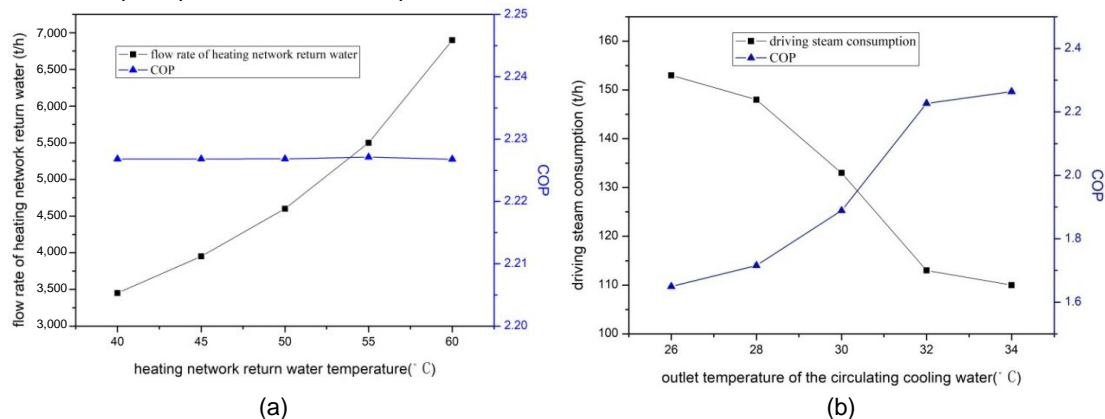 flow rate of heating network return water
COP
7,000
6,500
6,000
5,500
5,000
4,500
4,000
3,500
3,000
flow rate of heating network return water (t/h)
2.25
2.24
2.23
2.22
2.21
2.20
COP
40 45 50 55 60
heating network return water temperature(° C)
(a)
driving steam consumption
COP
160
150
140
130
120
110
100
driving steam consumption (t/h)
2.4
2.2
2.0
1.8
1.6
COP
26 28 30 32 34
outlet temperature of the circulating cooling water(° C)
(b)